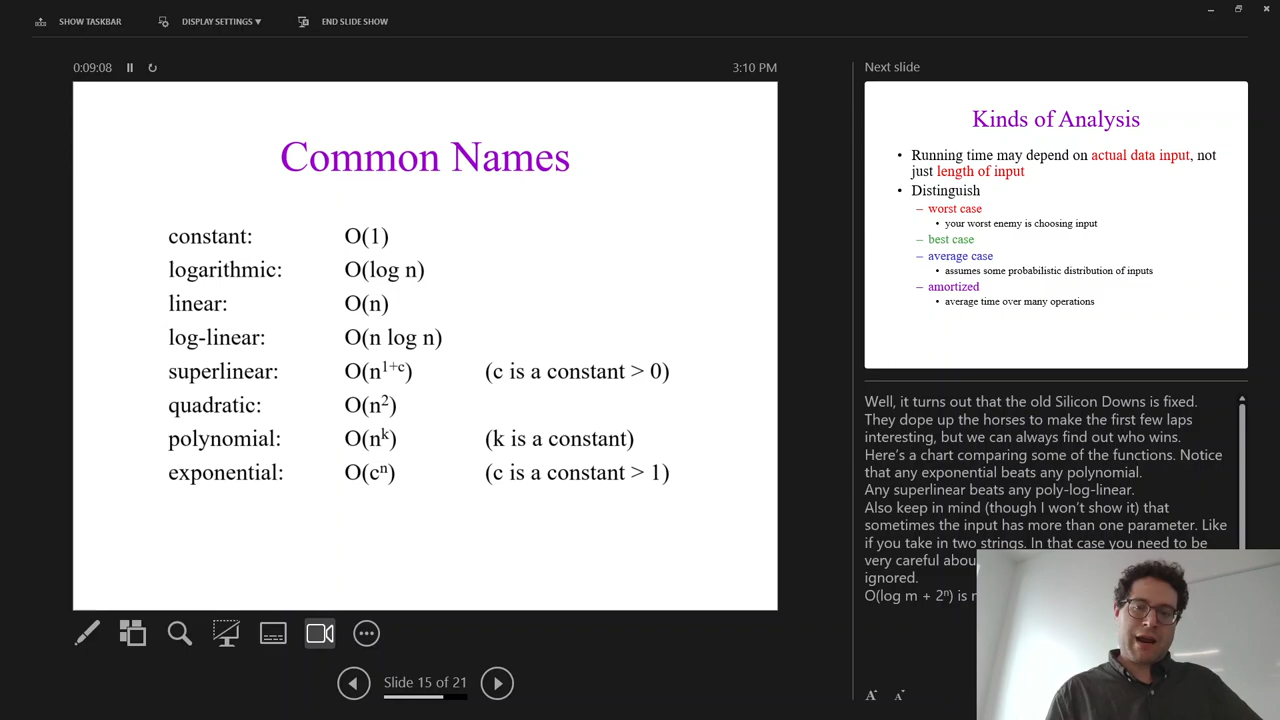 SHOW TASKBAR
DISPLAY SETTINGS ▼
END SLIDE SHOW
0:09:08
3:10 PM
Common Names
constant: O(1)
logarithmic: O(log n)
linear: O(n)
log-linear: O(n log n)
superlinear: O(n¹⁺ᶜ) (c is a constant > 0)
quadratic: O(n²)
polynomial: O(nᵏ) (k is a constant)
exponential: O(cⁿ) (c is a constant > 1)
Slide 15 of 21
Next slide
Kinds of Analysis
• Running time may depend on actual data input, not
just length of input
• Distinguish
– worst case
• your worst enemy is choosing input
– best case
– average case
• assumes some probabilistic distribution of inputs
– amortized
• average time over many operations
Well, it turns out that the old Silicon Downs is fixed.
They dope up the horses to make the first few laps
interesting, but we can always find out who wins.
Here's a chart comparing some of the functions. Notice
that any exponential beats any polynomial.
Any superlinear beats any poly-log-linear.
Also keep in mind (though I won't show it) that
sometimes the input has more than one parameter. Like
if you take in two strings. In that case you need to be
very careful
ignored.
O(log m + 2ⁿ) is
A A